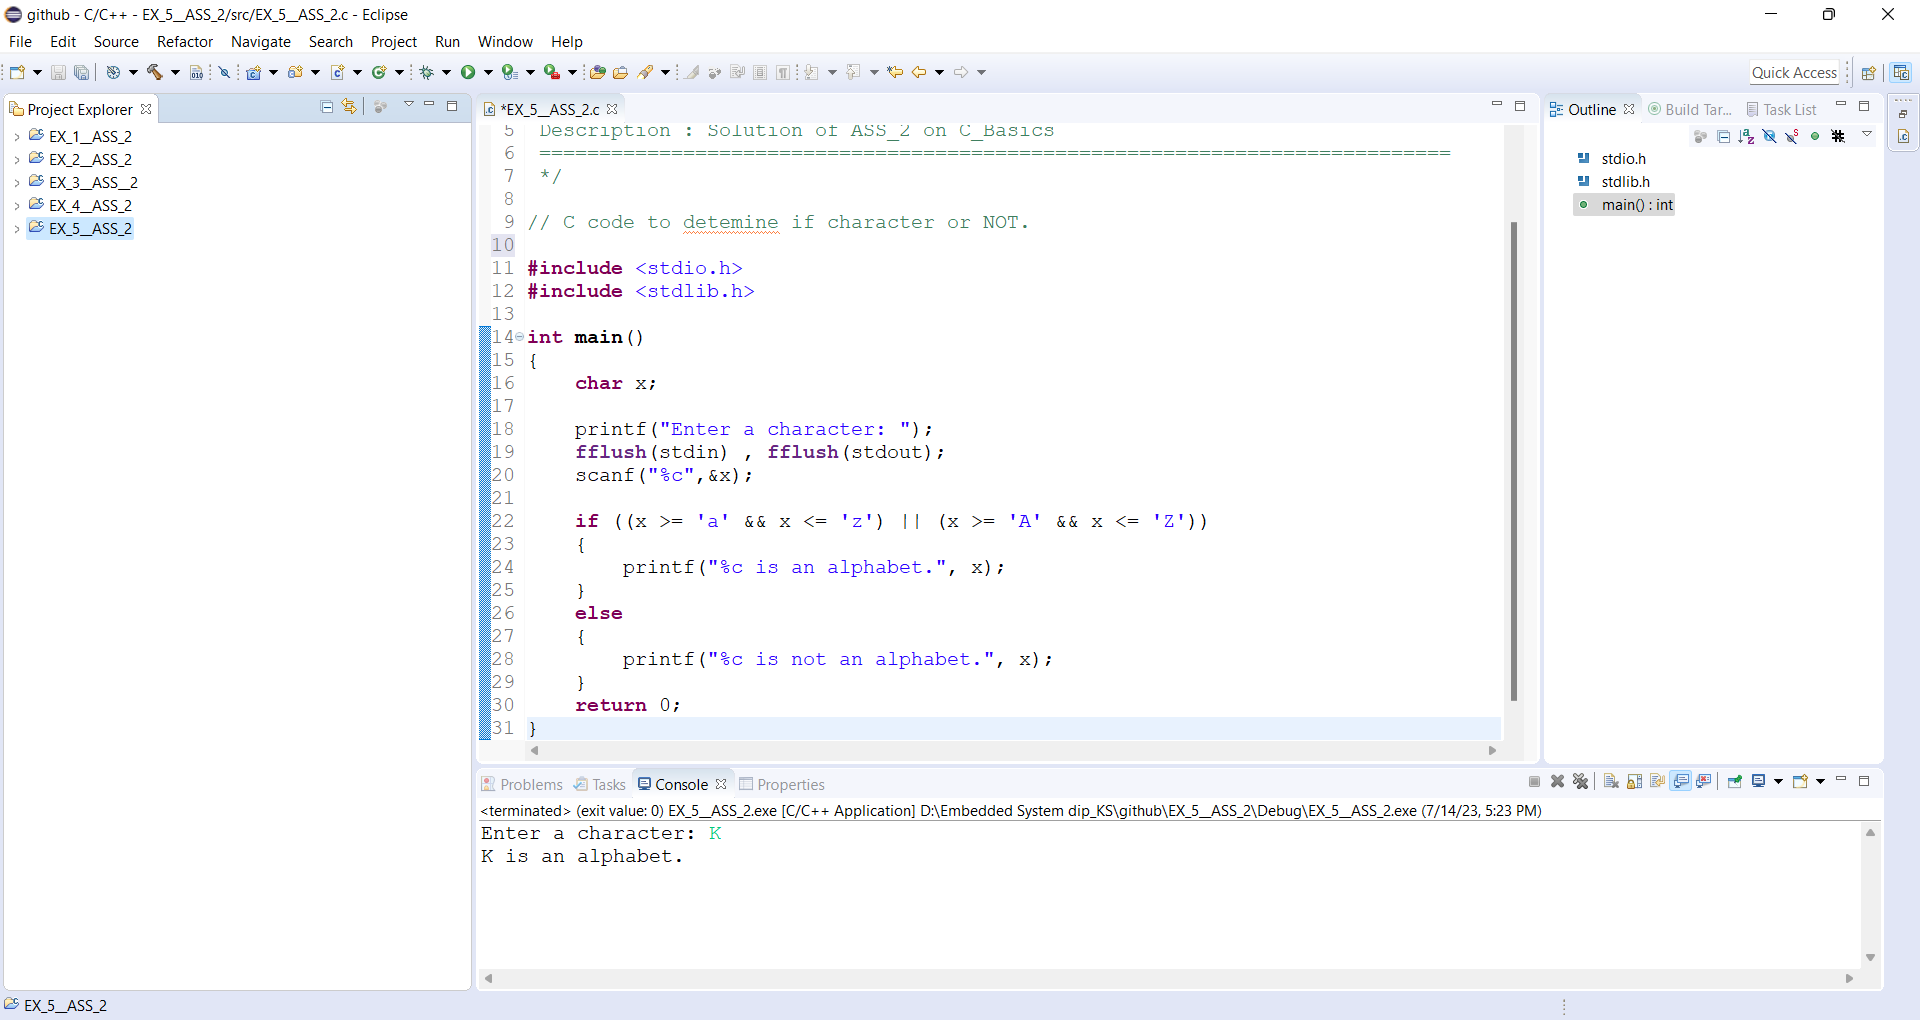 github - C/C++ - EX_5__ASS_2/src/EX_5__ASS_2.c - Eclipse
File Edit Source Refactor Navigate Search Project Run Window Help
Quick Access
Project Explorer
EX_1__ASS_2
EX_2__ASS_2
EX_3__ASS__2
EX_4__ASS_2
EX_5__ASS_2
*EX_5__ASS_2.c
5 Description : Solution of ASS_2 on C_Basics
6 ============================================================================
7 */
8
9 // C code to detemine if character or NOT.
10
11 #include <stdio.h>
12 #include <stdlib.h>
13
14 int main()
15 {
16 char x;
17
18 printf("Enter a character: ");
19 fflush(stdin) , fflush(stdout);
20 scanf("%c",&x);
21
22 if ((x >= 'a' && x <= 'z') || (x >= 'A' && x <= 'Z'))
23 {
24 printf("%c is an alphabet.", x);
25 }
26 else
27 {
28 printf("%c is not an alphabet.", x);
29 }
30 return 0;
31 }
Outline Build Tar... Task List
stdio.h
stdlib.h
main() : int
Problems Tasks Console Properties
<terminated> (exit value: 0) EX_5__ASS_2.exe [C/C++ Application] D:\Embedded System dip_KS\github\EX_5__ASS_2\Debug\EX_5__ASS_2.exe (7/14/23, 5:23 PM)
Enter a character: K
K is an alphabet.
EX_5__ASS_2